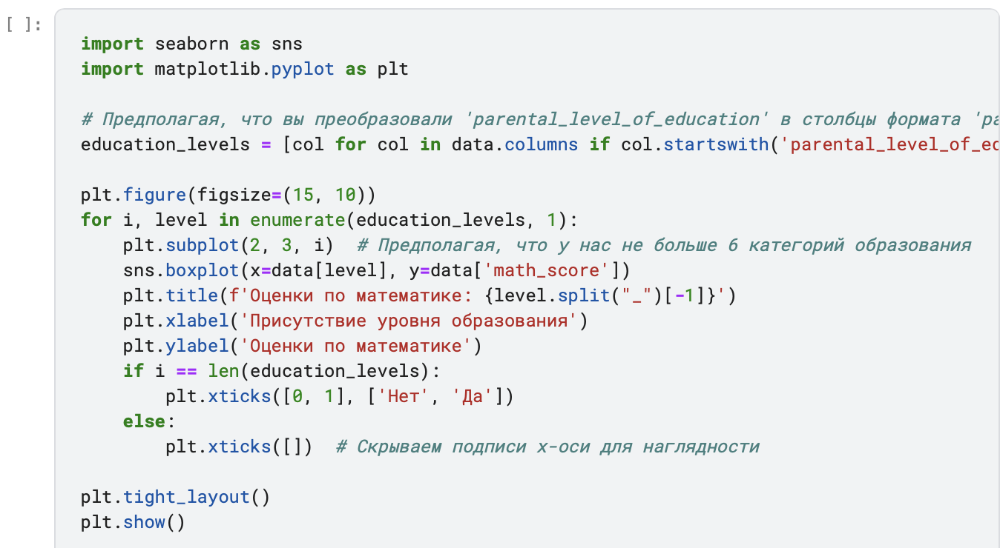 [ ]:
import seaborn as sns
import matplotlib.pyplot as plt
# Предполагая, что вы преобразовали 'parental_level_of_education' в столбцы формата 'pa
education_levels = [col for col in data.columns if col.startswith('parental_level_of_ed
plt.figure(figsize=(15, 10))
for i, level in enumerate(education_levels, 1):
    plt.subplot(2, 3, i)  # Предполагая, что у нас не больше 6 категорий образования
    sns.boxplot(x=data[level], y=data['math_score'])
    plt.title(f'Оценки по математике: {level.split("_")[-1]}')
    plt.xlabel('Присутствие уровня образования')
    plt.ylabel('Оценки по математике')
    if i == len(education_levels):
        plt.xticks([0, 1], ['Нет', 'Да'])
    else:
        plt.xticks([])  # Скрываем подписи x-оси для наглядности
plt.tight_layout()
plt.show()